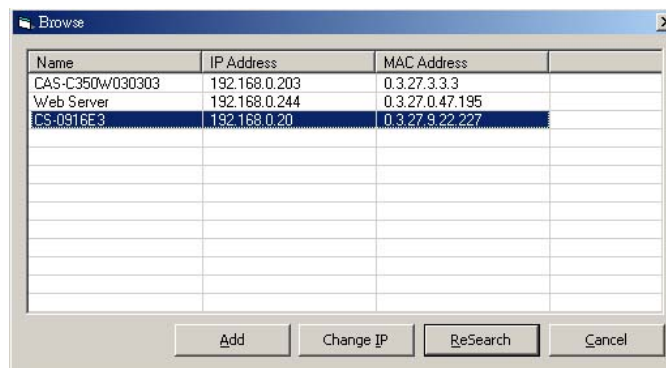 Browse
Name IP Address MAC Address
CAS-C350W030303 192.168.0.203 0.3.27.3.3.3
Web Server 192.168.0.244 0.3.27.0.47.195
CS-0916E3 192.168.0.20 0.3.27.9.22.227
Add Change IP ReSearch Cancel